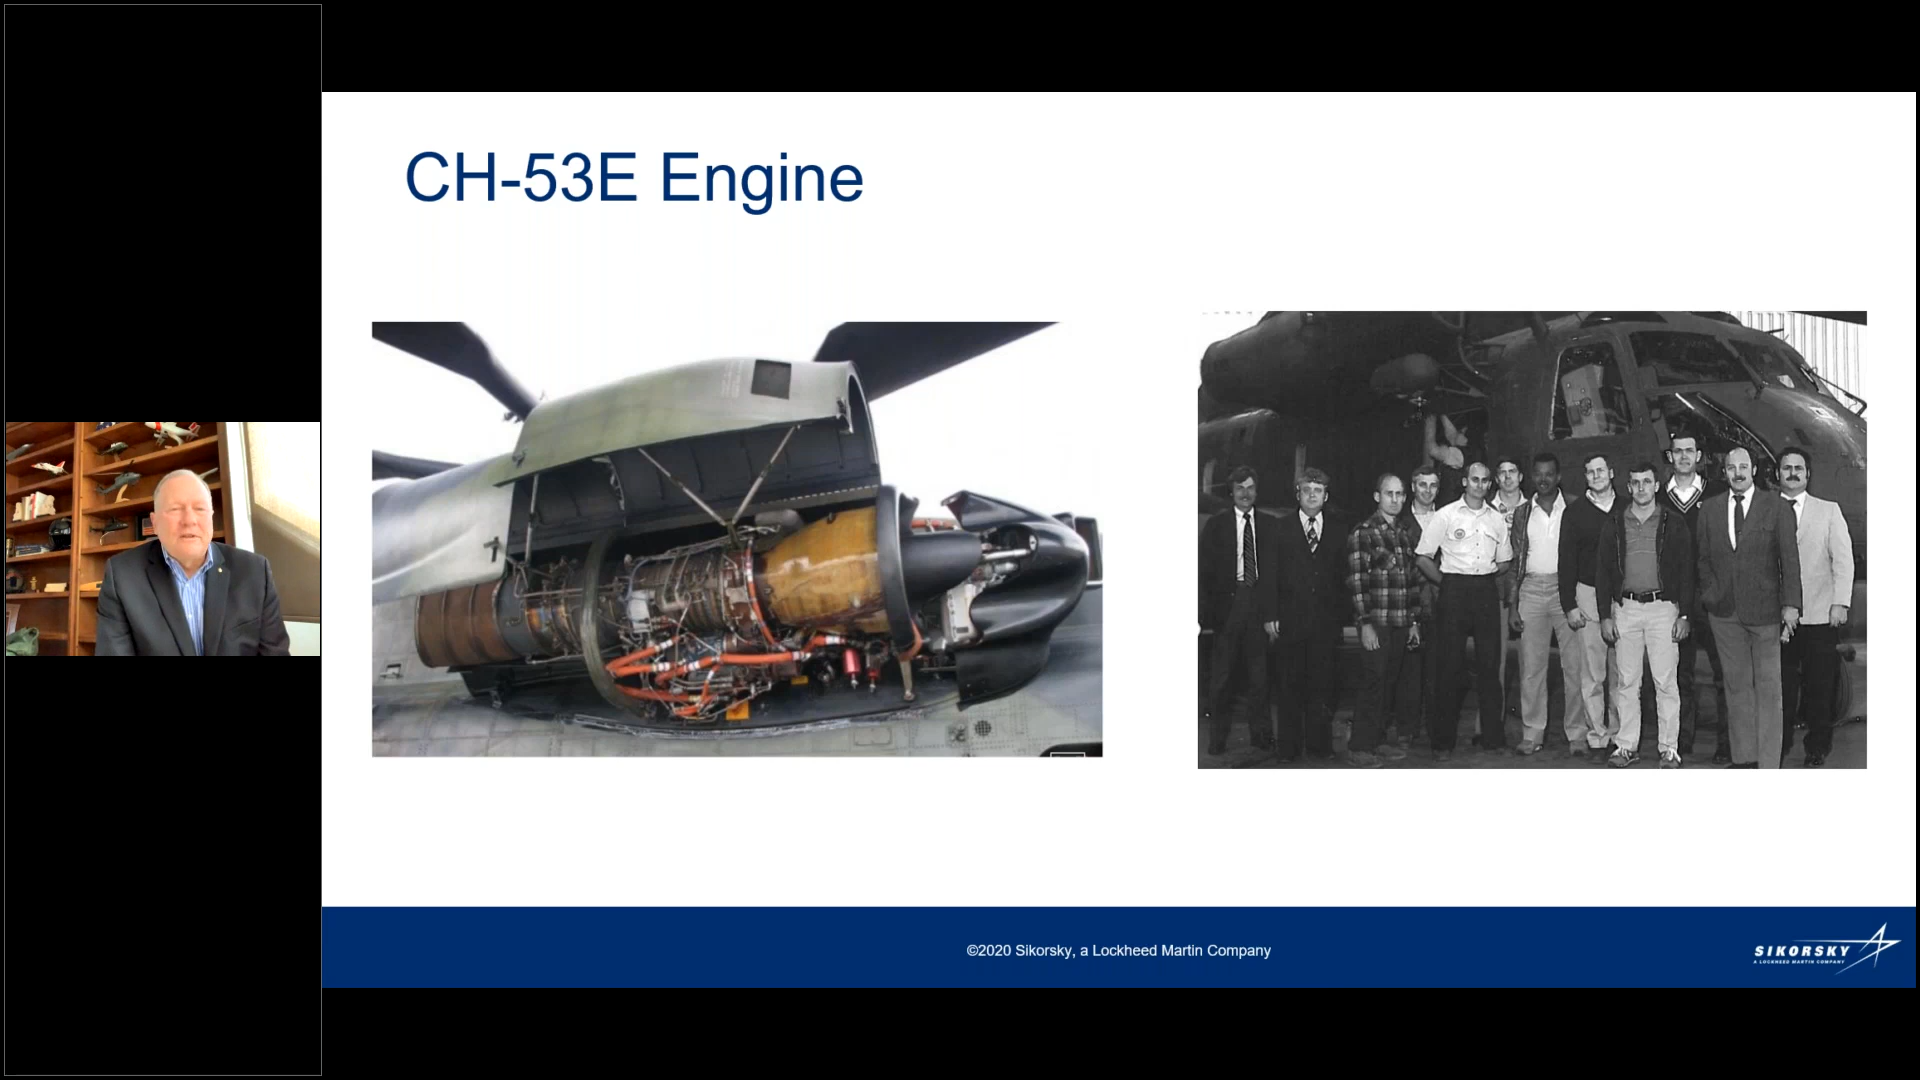 CH-53E Engine
©2020 Sikorsky, a Lockheed Martin Company
SIKORSKY
A LOCKHEED MARTIN COMPANY